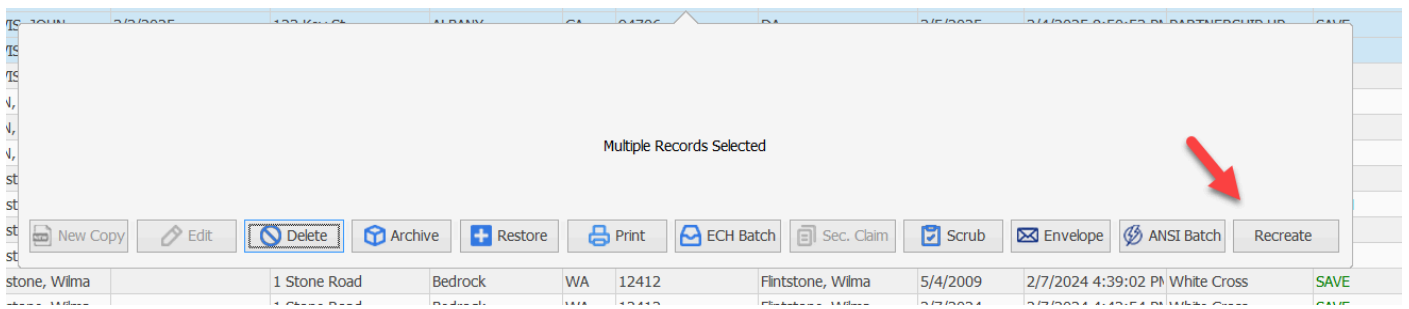 Multiple Records Selected
New Copy Edit Delete Archive Restore Print ECH Batch Sec. Claim Scrub Envelope ANSI Batch Recreate
stone, Wilma 1 Stone Road Bedrock WA 12412 Flintstone, Wilma 5/4/2009 2/7/2024 4:39:02 PM White Cross SAVE